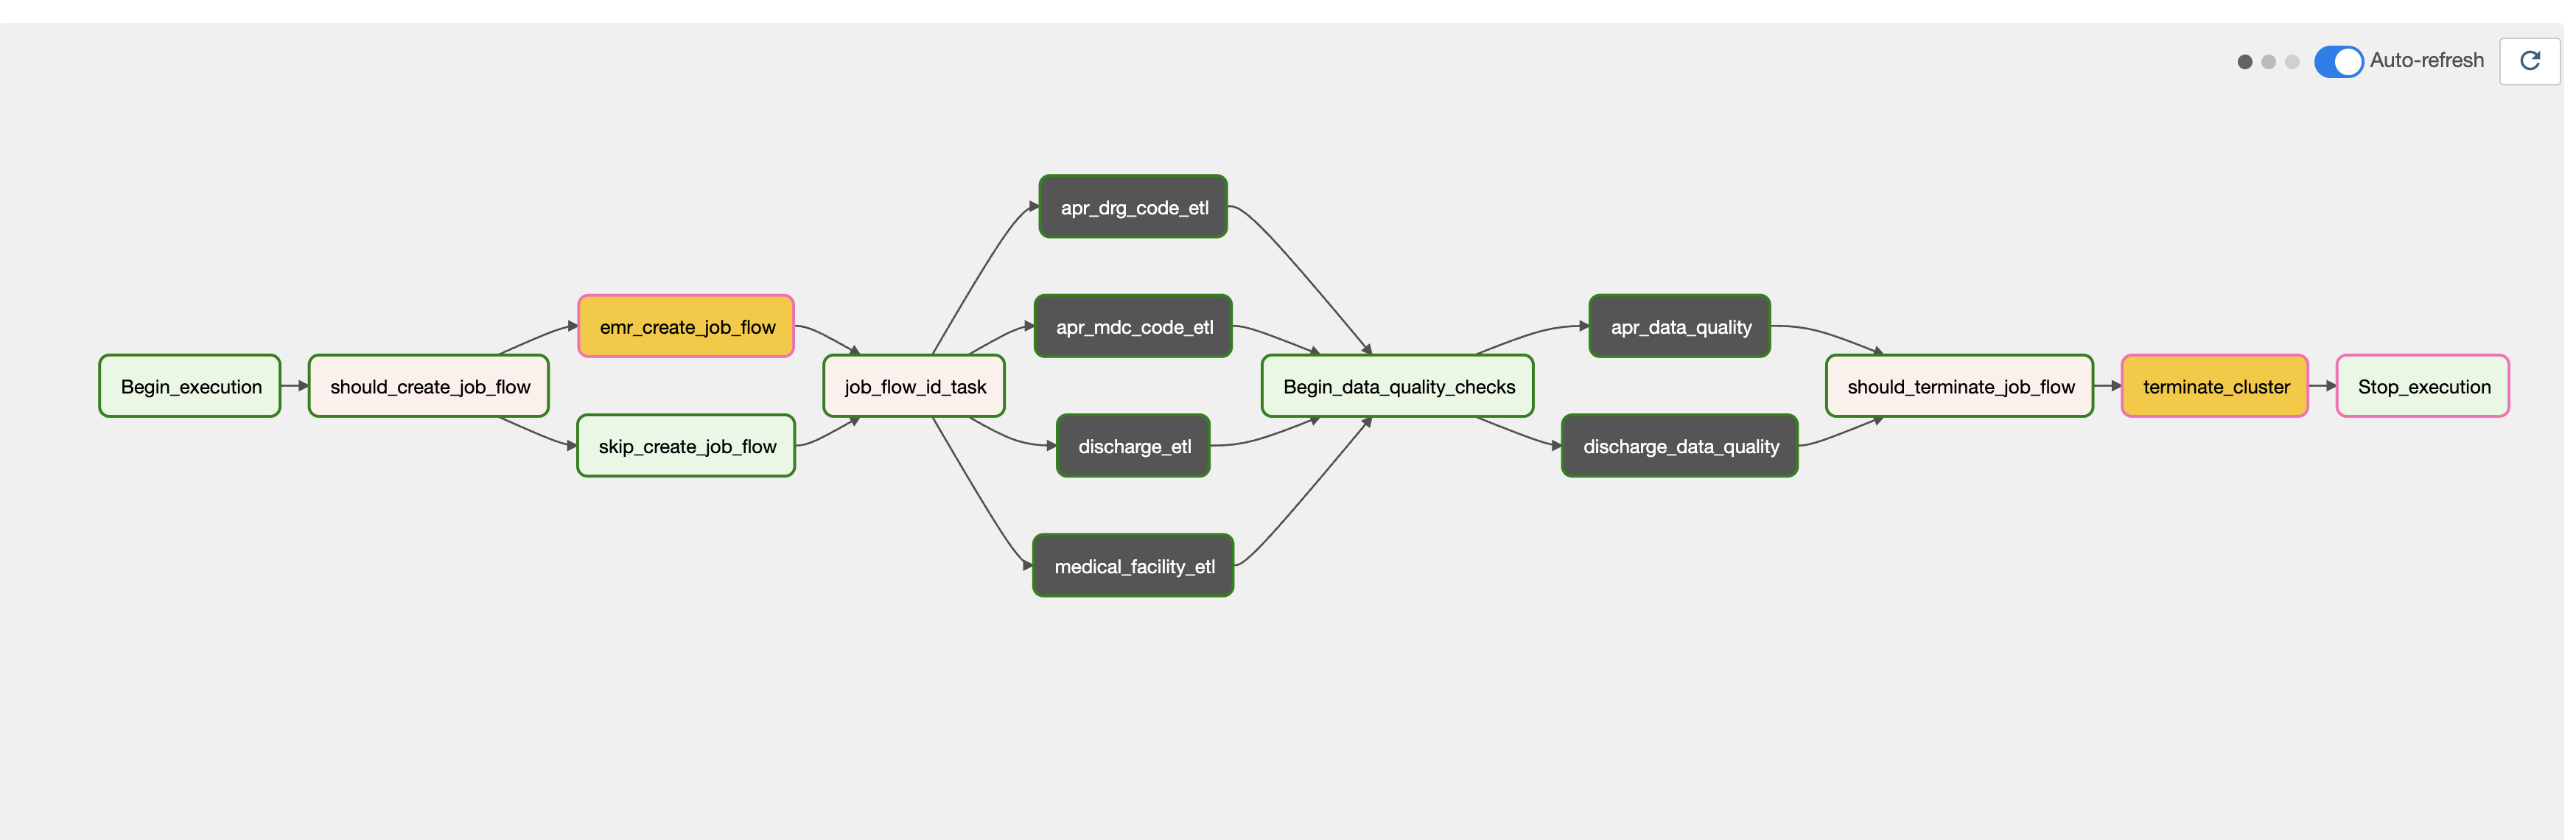 Auto-refresh
apr_drg_code_etl
emr_create_job_flow
apr_mdc_code_etl
apr_data_quality
Begin_execution
should_create_job_flow
job_flow_id_task
Begin_data_quality_checks
should_terminate_job_flow
terminate_cluster
Stop_execution
skip_create_job_flow
discharge_etl
discharge_data_quality
medical_facility_etl